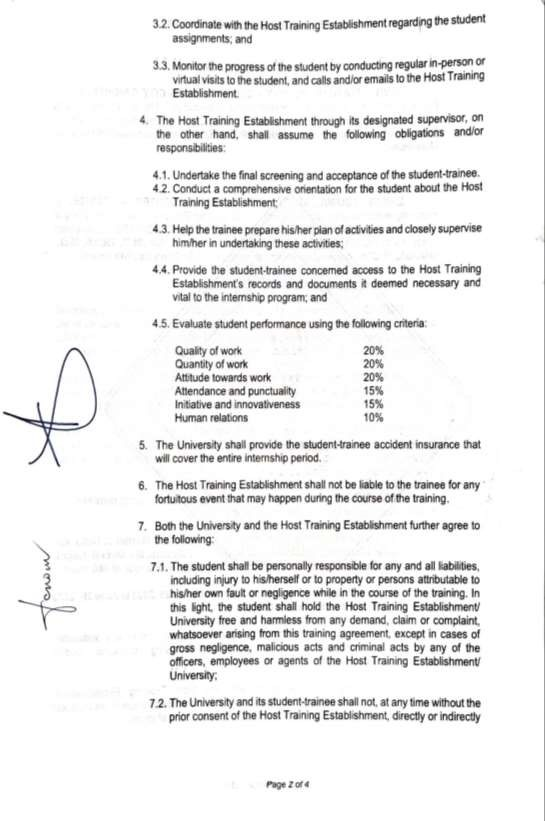 3.2. Coordinate with the Host Training Establishment regarding the student
assignments; and
3.3. Monitor the progress of the student by conducting regular in-person or
virtual visits to the student, and calls and/or emails to the Host Training
Establishment.
4. The Host Training Establishment through its designated supervisor, on
the other hand, shall assume the following obligations and/or
responsibilities:
4.1. Undertake the final screening and acceptance of the student-trainee.
4.2. Conduct a comprehensive orientation for the student about the Host
Training Establishment;
4.3. Help the trainee prepare his/her plan of activities and closely supervise
him/her in undertaking these activities;
4.4. Provide the student-trainee concerned access to the Host Training
Establishment's records and documents it deemed necessary and
vital to the internship program; and
4.5. Evaluate student performance using the following criteria:
Quality of work 20%
Quantity of work 20%
Attitude towards work 20%
Attendance and punctuality 15%
Initiative and innovativeness 15%
Human relations 10%
5. The University shall provide the student-trainee accident insurance that
will cover the entire internship period.
6. The Host Training Establishment shall not be liable to the trainee for any
fortuitous event that may happen during the course of the training.
7. Both the University and the Host Training Establishment further agree to
the following:
7.1. The student shall be personally responsible for any and all liabilities,
including injury to his/herself or to property or persons attributable to
his/her own fault or negligence while in the course of the training. In
this light, the student shall hold the Host Training Establishment/
University free and harmless from any demand, claim or complaint,
whatsoever arising from this training agreement, except in cases of
gross negligence, malicious acts and criminal acts by any of the
officers, employees or agents of the Host Training Establishment/
University;
7.2. The University and its student-trainee shall not, at any time without the
prior consent of the Host Training Establishment, directly or indirectly
Page 2 of 4